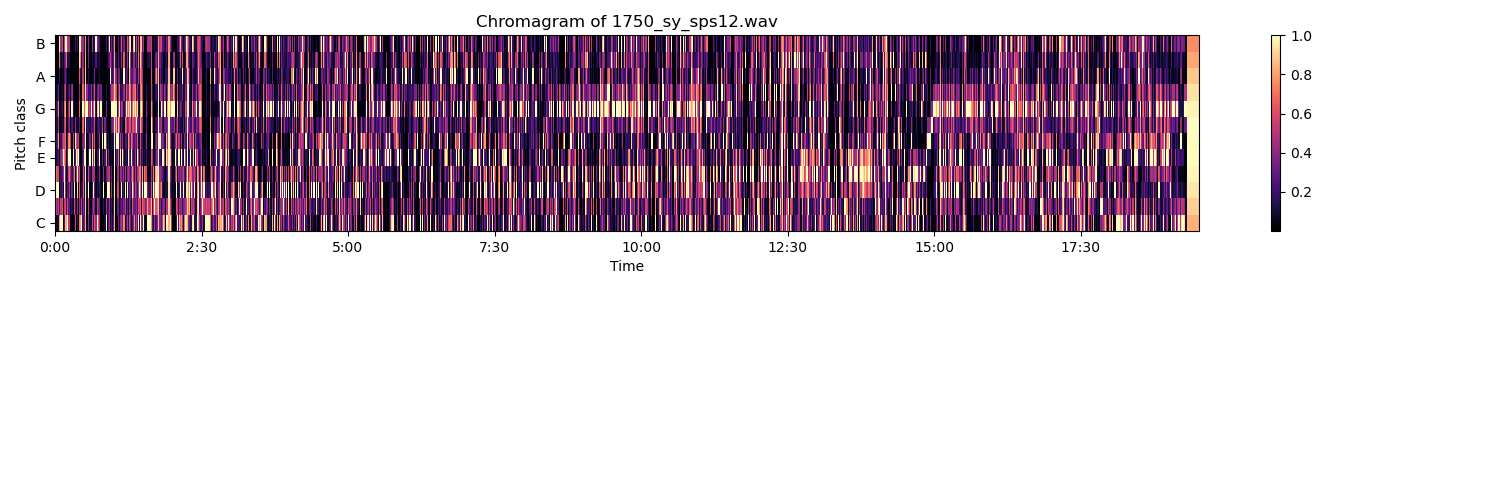 Chromagram of 1750_sy_sps12.wav
Pitch class
B
A
G
F
E
D
C
0:00 2:30 5:00 7:30 10:00 12:30 15:00 17:30
Time
1.0
0.8
0.6
0.4
0.2